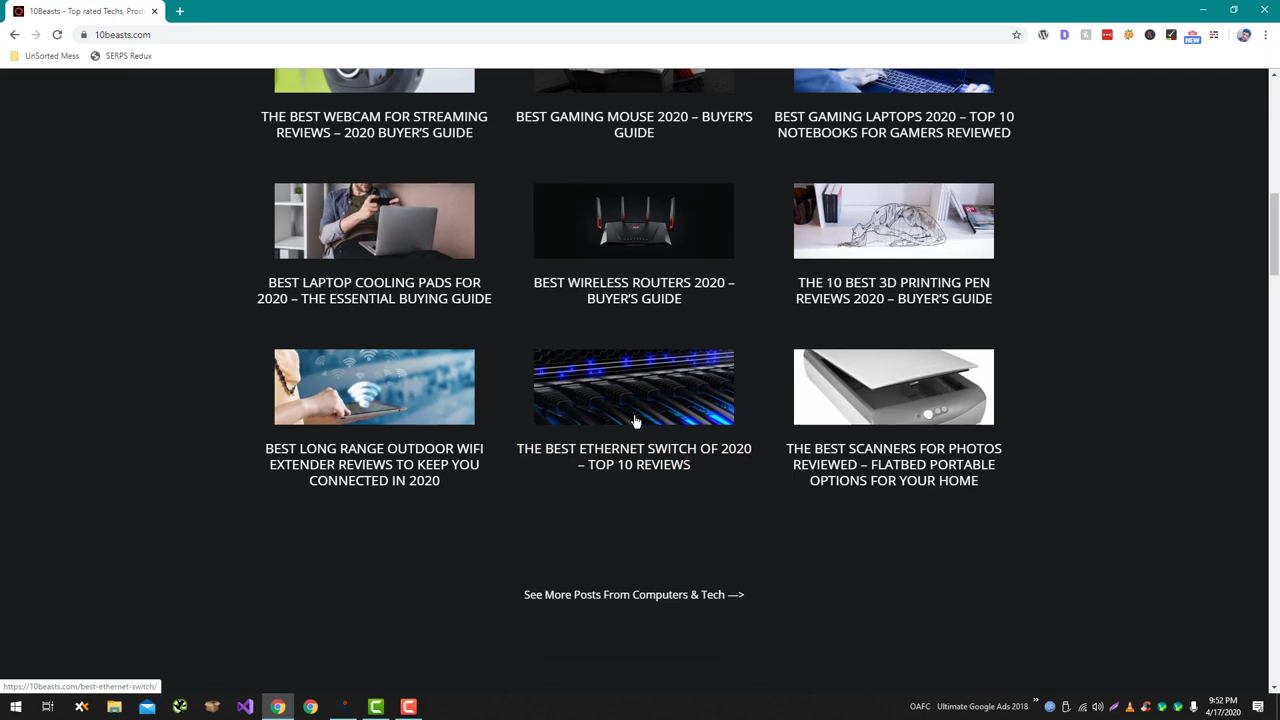 10Beasts - Top rated Techs, Prod
10beasts.com
NEW
UnSorted Mess
SERPS Redux
THE BEST WEBCAM FOR STREAMING
REVIEWS – 2020 BUYER'S GUIDE
BEST GAMING MOUSE 2020 – BUYER'S
GUIDE
BEST GAMING LAPTOPS 2020 – TOP 10
NOTEBOOKS FOR GAMERS REVIEWED
BEST LAPTOP COOLING PADS FOR
2020 – THE ESSENTIAL BUYING GUIDE
BEST WIRELESS ROUTERS 2020 –
BUYER'S GUIDE
THE 10 BEST 3D PRINTING PEN
REVIEWS 2020 – BUYER'S GUIDE
BEST LONG RANGE OUTDOOR WIFI
EXTENDER REVIEWS TO KEEP YOU
CONNECTED IN 2020
THE BEST ETHERNET SWITCH OF 2020
– TOP 10 REVIEWS
THE BEST SCANNERS FOR PHOTOS
REVIEWED – FLATBED PORTABLE
OPTIONS FOR YOUR HOME
See More Posts From Computers & Tech —>
https://10beasts.com/best-ethernet-switch/
OAFC
Ultimate Google Ads 2018
9:52 PM
4/17/2020